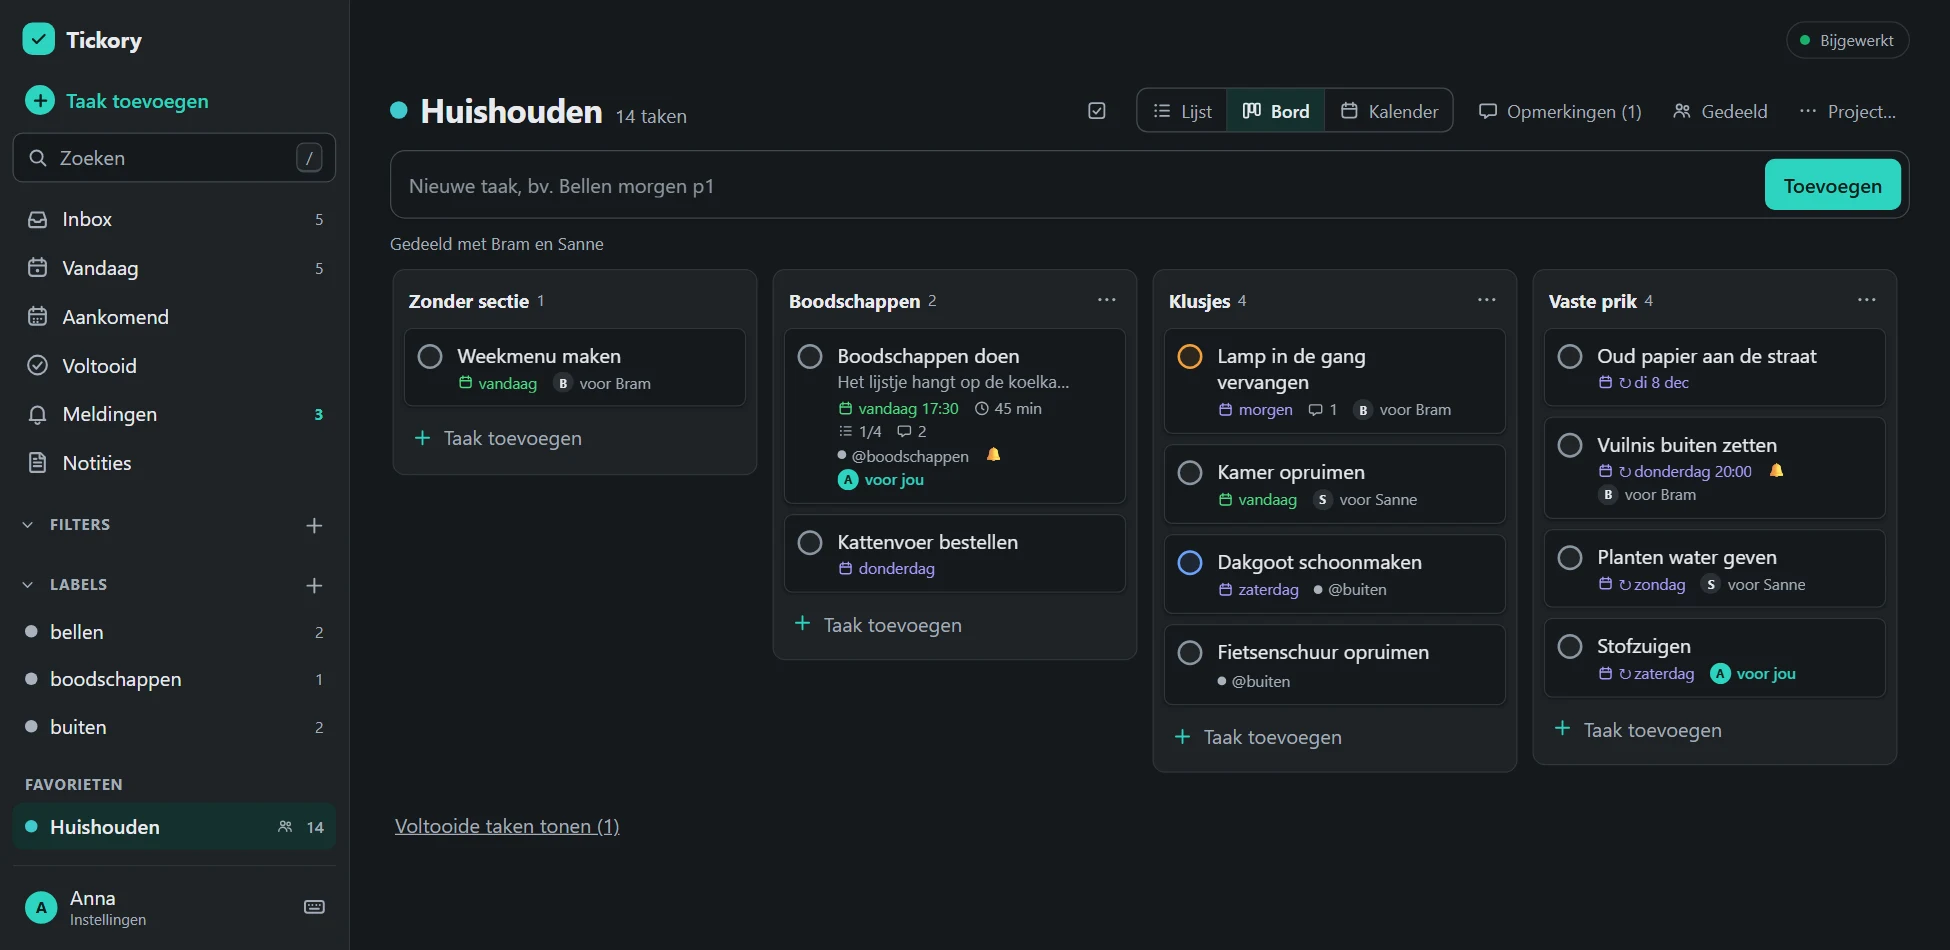 Tickory
Taak toevoegen
Zoeken /
Inbox 5
Vandaag 5
Aankomend
Voltooid
Meldingen 3
Notities
FILTERS
LABELS
bellen 2
boodschappen 1
buiten 2
FAVORIETEN
Huishouden 14
A Anna
Instellingen
Bijgewerkt
Huishouden 14 taken
Lijst
Bord
Kalender
Opmerkingen (1)
Gedeeld
Project...
Nieuwe taak, bv. Bellen morgen p1
Toevoegen
Gedeeld met Bram en Sanne
Zonder sectie 1
Weekmenu maken
vandaag B voor Bram
Taak toevoegen
Boodschappen 2
Boodschappen doen
Het lijstje hangt op de koelka...
vandaag 17:30 45 min
1/4 2
@boodschappen
A voor jou
Kattenvoer bestellen
donderdag
Taak toevoegen
Klusjes 4
Lamp in de gang
vervangen
morgen 1 B voor Bram
Kamer opruimen
vandaag S voor Sanne
Dakgoot schoonmaken
zaterdag @buiten
Fietsenschuur opruimen
@buiten
Taak toevoegen
Vaste prik 4
Oud papier aan de straat
di 8 dec
Vuilnis buiten zetten
donderdag 20:00
B voor Bram
Planten water geven
zondag S voor Sanne
Stofzuigen
zaterdag A voor jou
Taak toevoegen
Voltooide taken tonen (1)